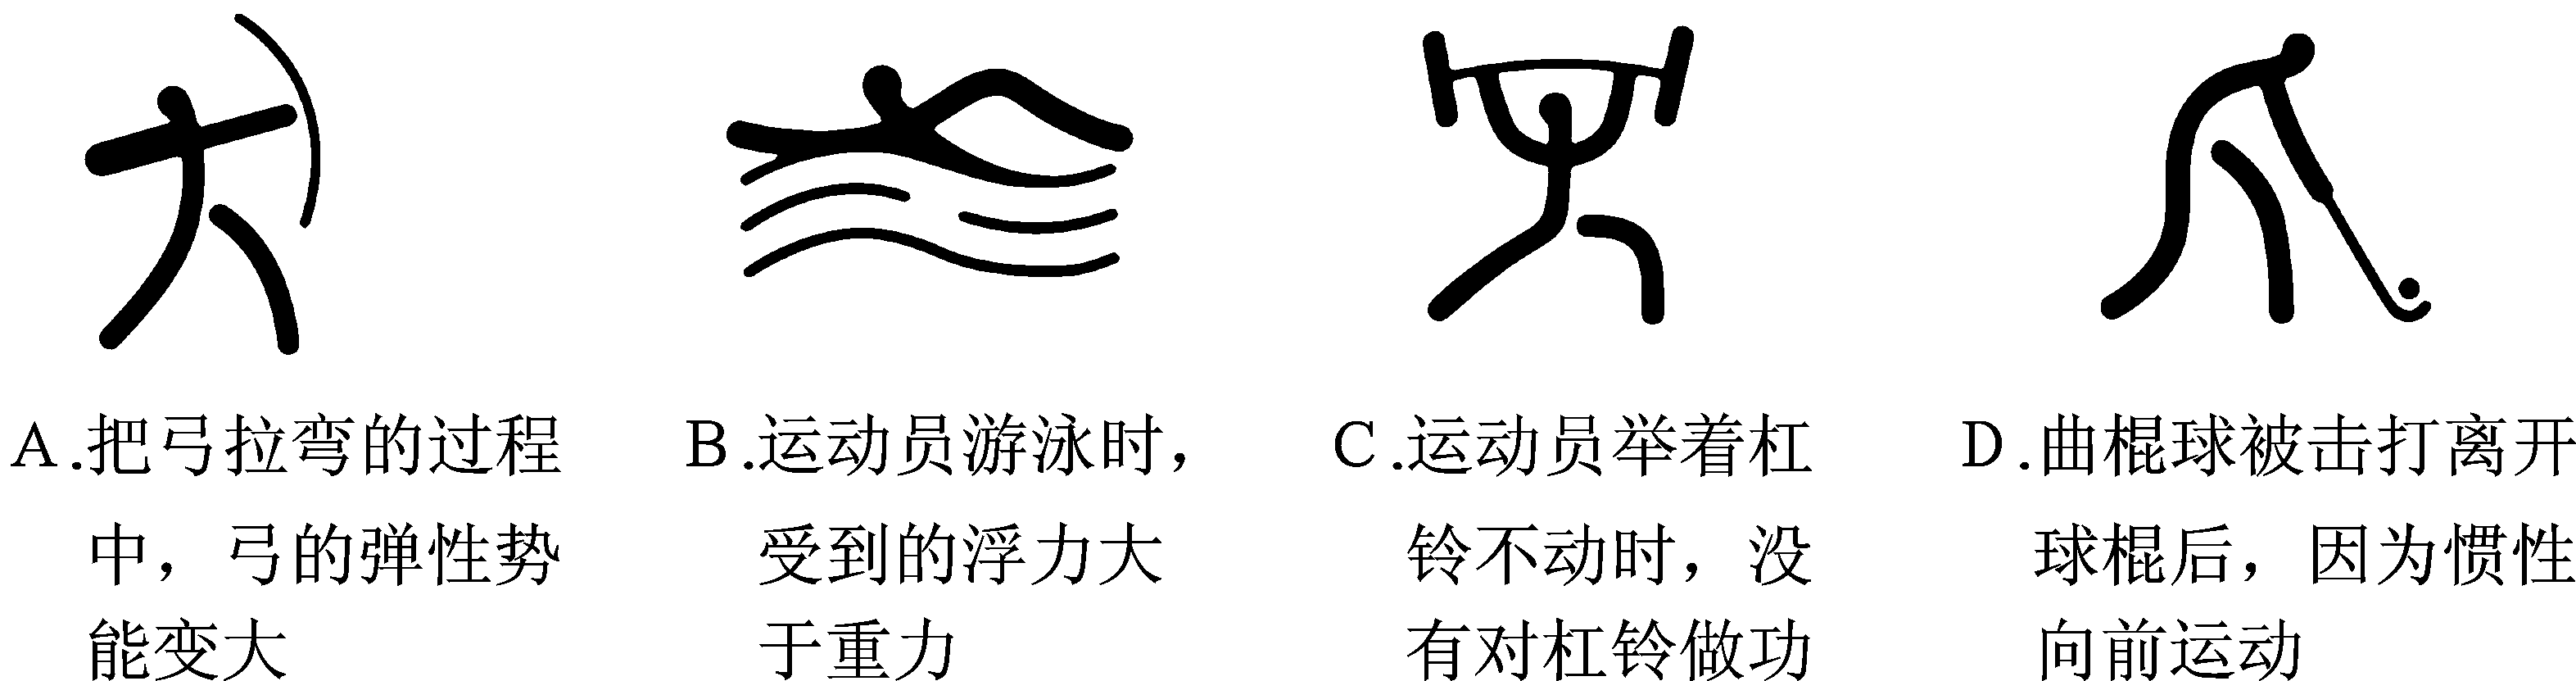 A.把弓拉弯的过程
中，弓的弹性势
能变大
B.运动员游泳时，
受到的浮力大
于重力
C.运动员举着杠
铃不动时，没
有对杠铃做功
D.曲棍球被击打离开
球棍后，因为惯性
向前运动